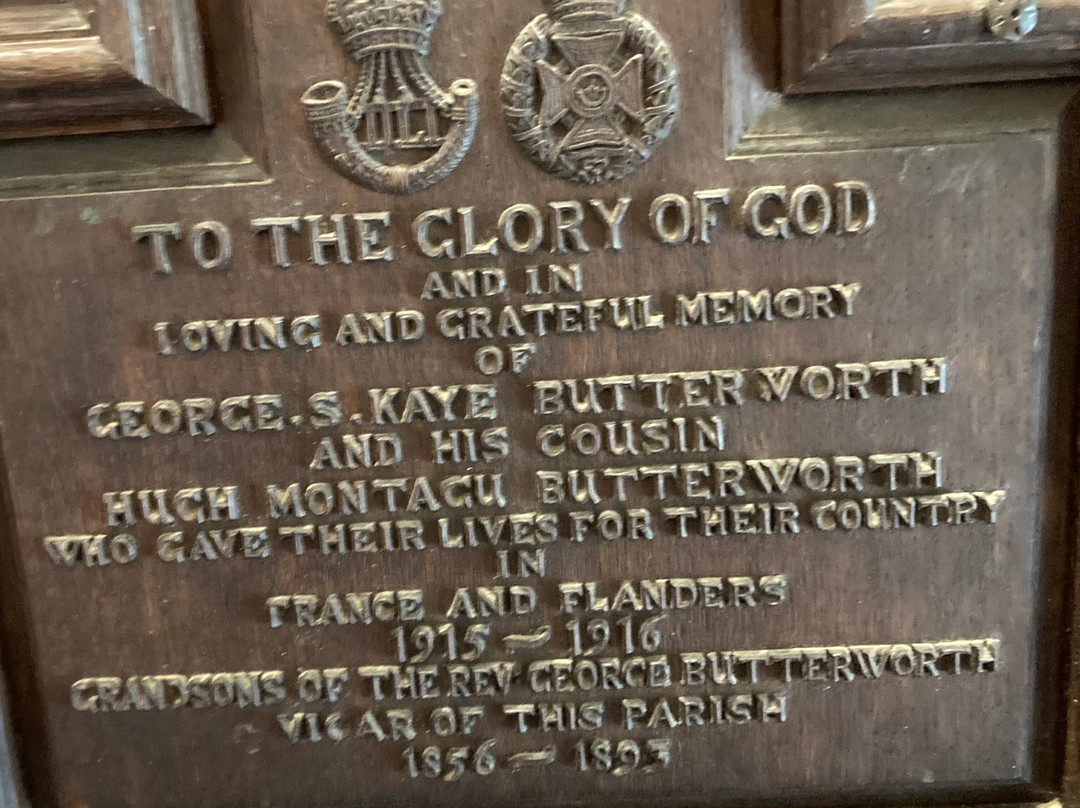 DLI
TO THE GLORY OF GOD
AND IN
LOVING AND GRATEFUL MEMORY
OF
GEORGE.S.KAYE BUTTERWORTH
AND HIS COUSIN
HUGH MONTAGU BUTTERWORTH
WHO GAVE THEIR LIVES FOR THEIR COUNTRY
IN
FRANCE AND FLANDERS
1915 ~ 1916
GRANDSONS OF THE REV GEORGE BUTTERWORTH
VICAR OF THIS PARISH
1856 ~ 1893